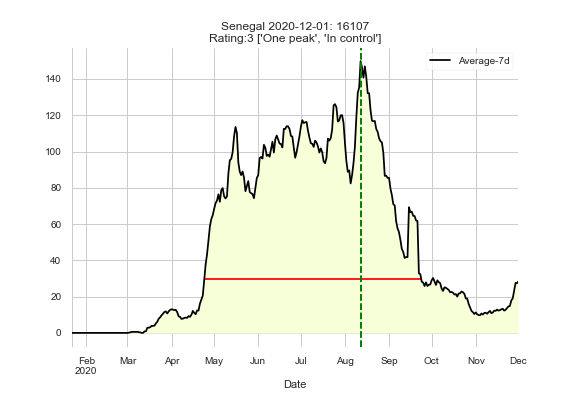 Senegal 2020-12-01: 16107
Rating:3 ['One peak', 'In control']
Average-7d
140
120
100
80
60
40
20
0
Feb Mar Apr May Jun Jul Aug Sep Oct Nov Dec
2020
Date